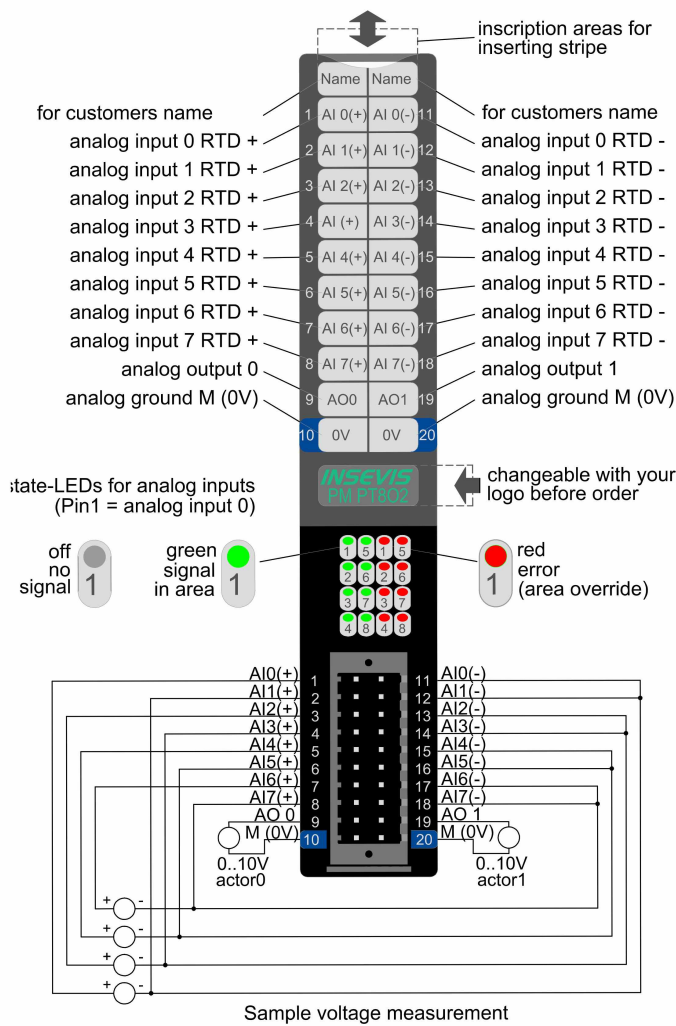 inscription areas for
inserting stripe
Name Name
for customers name
for customers name
1 AI 0(+) AI 0(-) 11
analog input 0 RTD +
analog input 0 RTD -
2 AI 1(+) AI 1(-) 12
analog input 1 RTD +
analog input 1 RTD -
3 AI 2(+) AI 2(-) 13
analog input 2 RTD +
analog input 2 RTD -
4 AI (+) AI 3(-) 14
analog input 3 RTD +
analog input 3 RTD -
5 AI 4(+) AI 4(-) 15
analog input 4 RTD +
analog input 4 RTD -
6 AI 5(+) AI 5(-) 16
analog input 5 RTD +
analog input 5 RTD -
7 AI 6(+) AI 6(-) 17
analog input 6 RTD +
analog input 6 RTD -
8 AI 7(+) AI 7(-) 18
analog input 7 RTD +
analog input 7 RTD -
analog output 0
analog output 1
9 AO0 AO1 19
analog ground M (0V)
analog ground M (0V)
10 0V 0V 20
INSEVIS
PM PT8O2
changeable with your
logo before order
state-LEDs for analog inputs
(Pin1 = analog input 0)
off
no
signal
1
green
signal
in area
1
1 5 1 5
2 6 2 6
3 7 3 7
4 8 4 8
1
red
error
(area override)
AI0(+) 1 11 AI0(-)
AI1(+) 2 12 AI1(-)
AI2(+) 3 13 AI2(-)
AI3(+) 4 14 AI3(-)
AI4(+) 5 15 AI4(-)
AI5(+) 6 16 AI5(-)
AI6(+) 7 17 AI6(-)
AI7(+) 8 18 AI7(-)
AO 0 9 19 AO 1
M (0V) 10 20 M (0V)
0..10V
actor0
0..10V
actor1
+ -
+ -
+ -
+ -
Sample voltage measurement